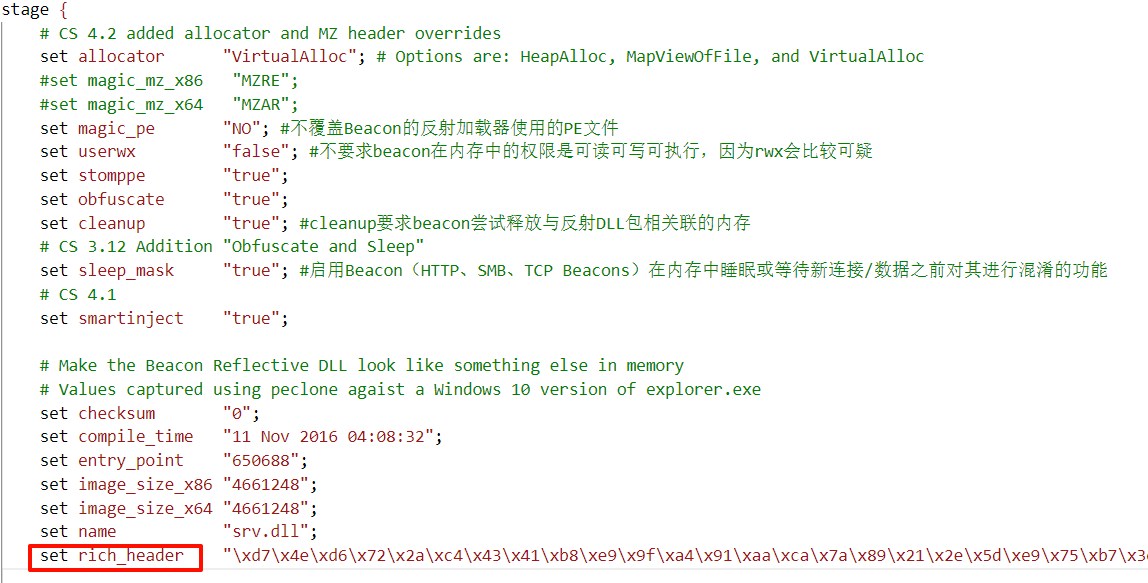 stage {
# CS 4.2 added allocator and MZ header overrides
set allocator "VirtualAlloc"; # Options are: HeapAlloc, MapViewOfFile, and VirtualAlloc
#set magic_mz_x86 "MZRE";
#set magic_mz_x64 "MZAR";
set magic_pe "NO"; #不覆盖Beacon的反射加载器使用的PE文件
set userwx "false"; #不要求beacon在内存中的权限是可读可写可执行，因为rwx会比较可疑
set stomppe "true";
set obfuscate "true";
set cleanup "true"; #cleanup要求beacon尝试释放与反射DLL包相关联的内存
# CS 3.12 Addition "Obfuscate and Sleep"
set sleep_mask "true"; #启用Beacon（HTTP、SMB、TCP Beacons）在内存中睡眠或等待新连接/数据之前对其进行混淆的功能
# CS 4.1
set smartinject "true";
# Make the Beacon Reflective DLL look like something else in memory
# Values captured using peclone agaist a Windows 10 version of explorer.exe
set checksum "0";
set compile_time "11 Nov 2016 04:08:32";
set entry_point "650688";
set image_size_x86 "4661248";
set image_size_x64 "4661248";
set name "srv.dll";
set rich_header "\xd7\x4e\xd6\x72\x2a\xc4\x43\x41\xb8\xe9\x9f\xa4\x91\xaa\xca\x7a\x89\x21\x2e\x5d\xe9\x75\xb7\x3e